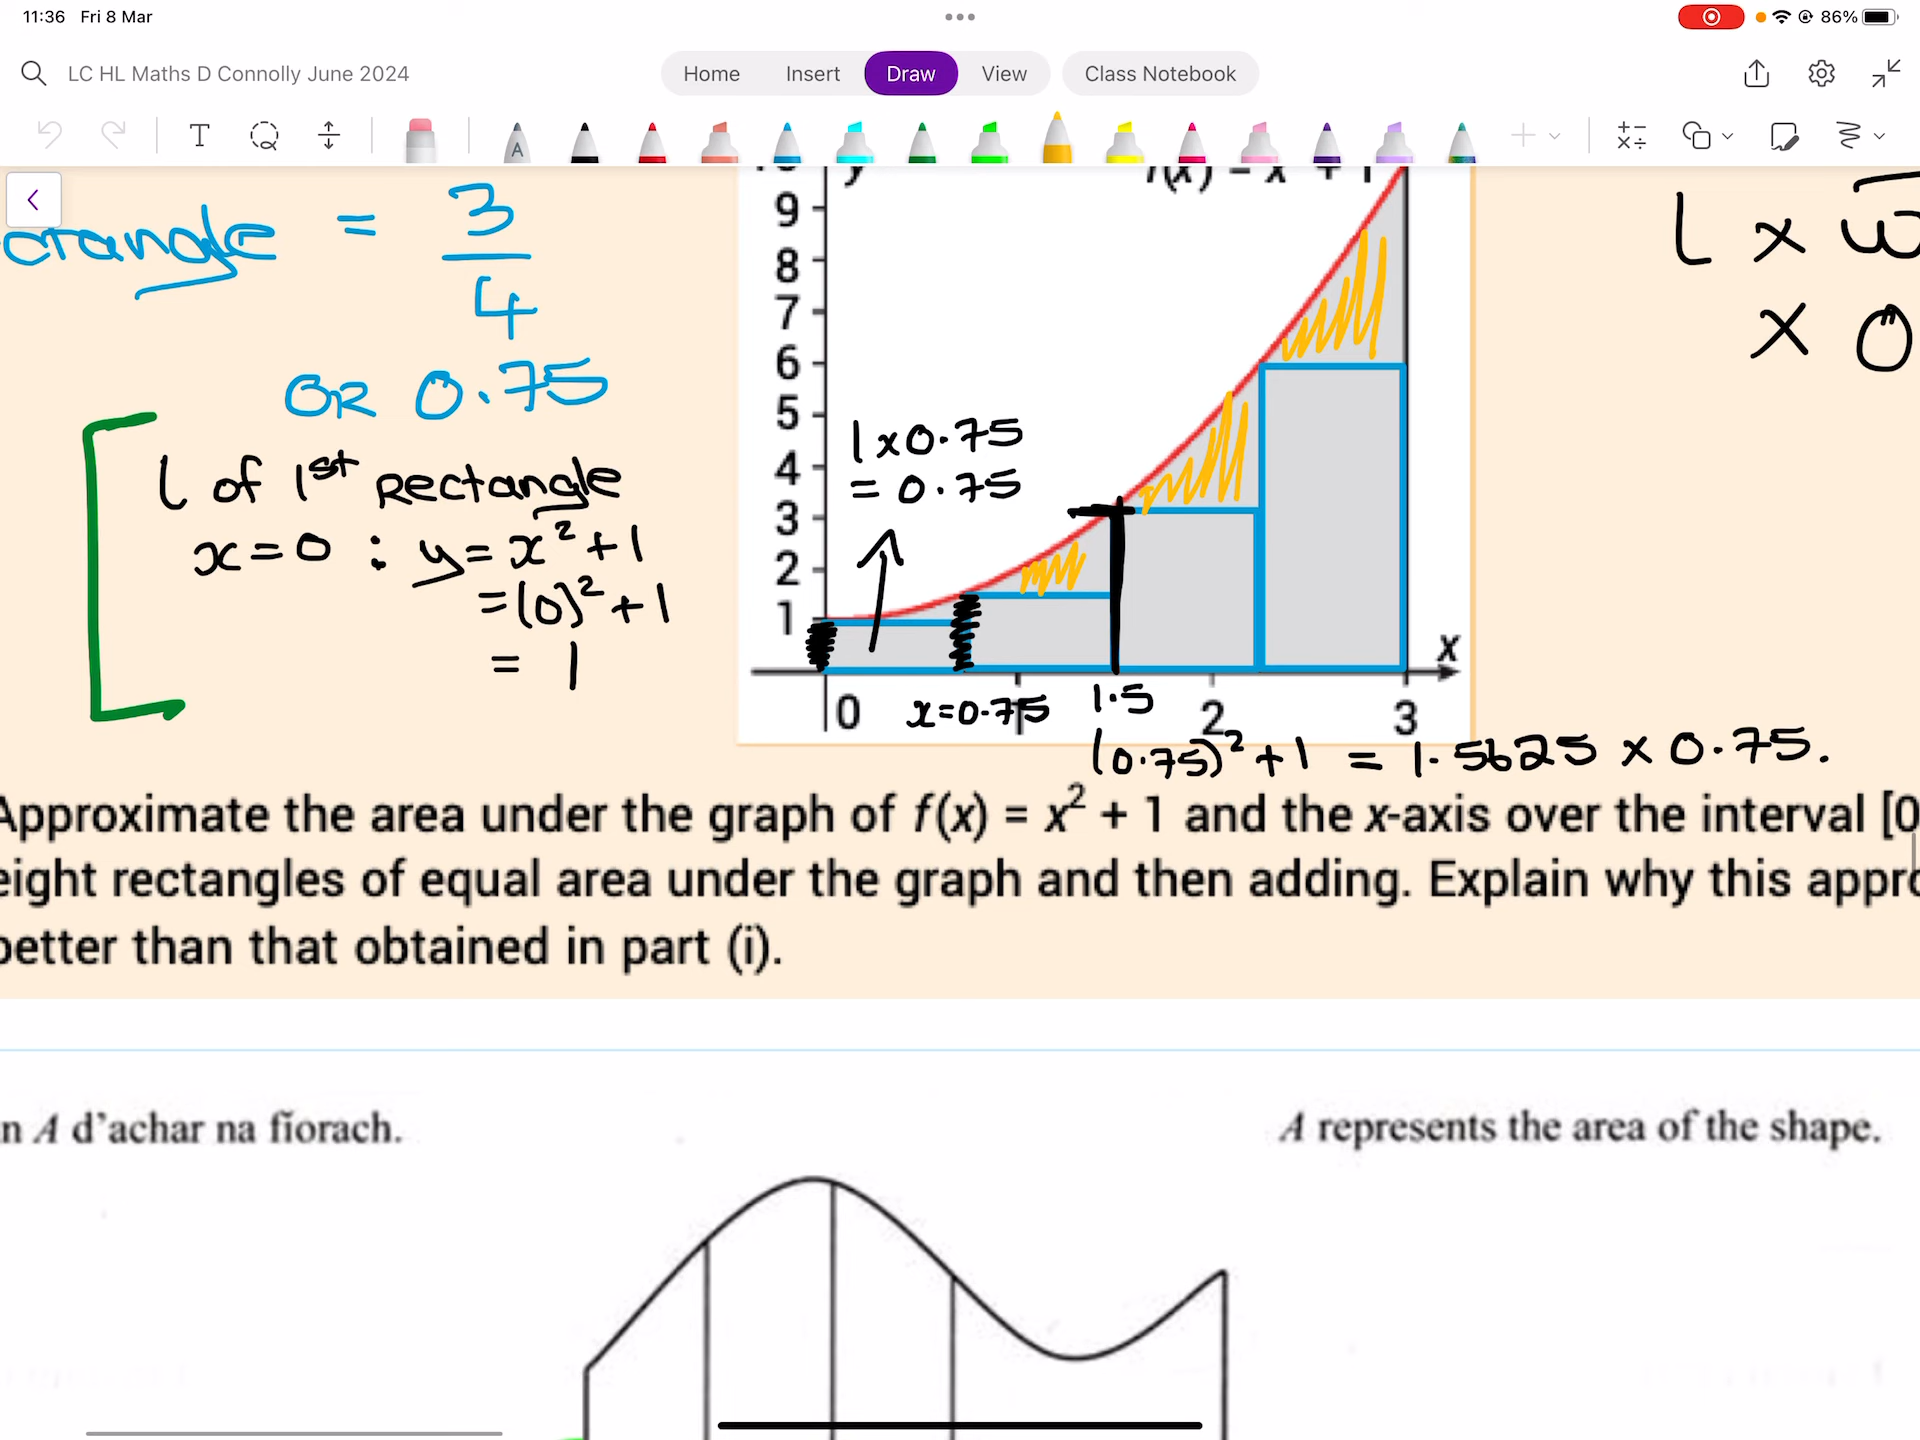 11:36 Fri 8 Mar
86%
LC HL Maths D Connolly June 2024
Home Insert Draw View Class Notebook
T
A
ctangle = 3/4
OR 0.75
l of 1st Rectangle
x=0 : y=x²+1
=(0)²+1
= 1
y
f(x) = x² + 1
9
8
7
6
5
4
3
2
1
1x0.75
= 0.75
x
0 1 2 3
x=0.75 1.5
(0.75)²+1 = 1.5625 x 0.75.
l x w
x 0
Approximate the area under the graph of f(x) = x² + 1 and the x-axis over the interval [0
eight rectangles of equal area under the graph and then adding. Explain why this appro
better than that obtained in part (i).
n A d'achar na fíorach.
A represents the area of the shape.